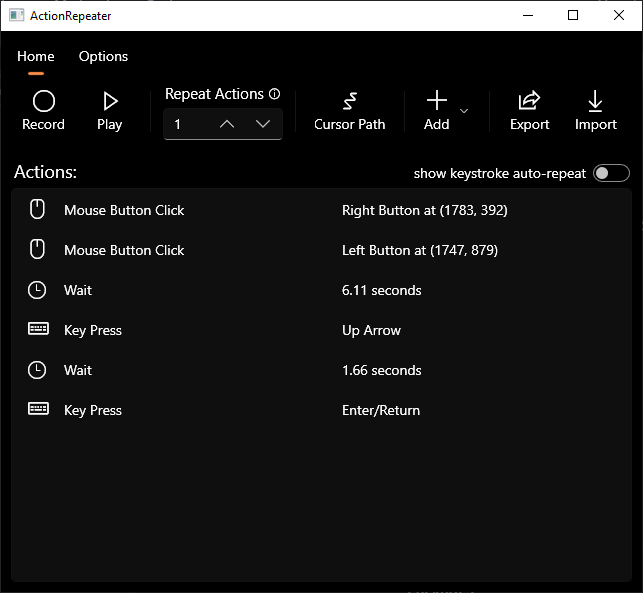 ActionRepeater
Home Options
Repeat Actions
1
Record Play Cursor Path Add Export Import
Actions: show keystroke auto-repeat
Mouse Button Click Right Button at (1783, 392)
Mouse Button Click Left Button at (1747, 879)
Wait 6.11 seconds
Key Press Up Arrow
Wait 1.66 seconds
Key Press Enter/Return